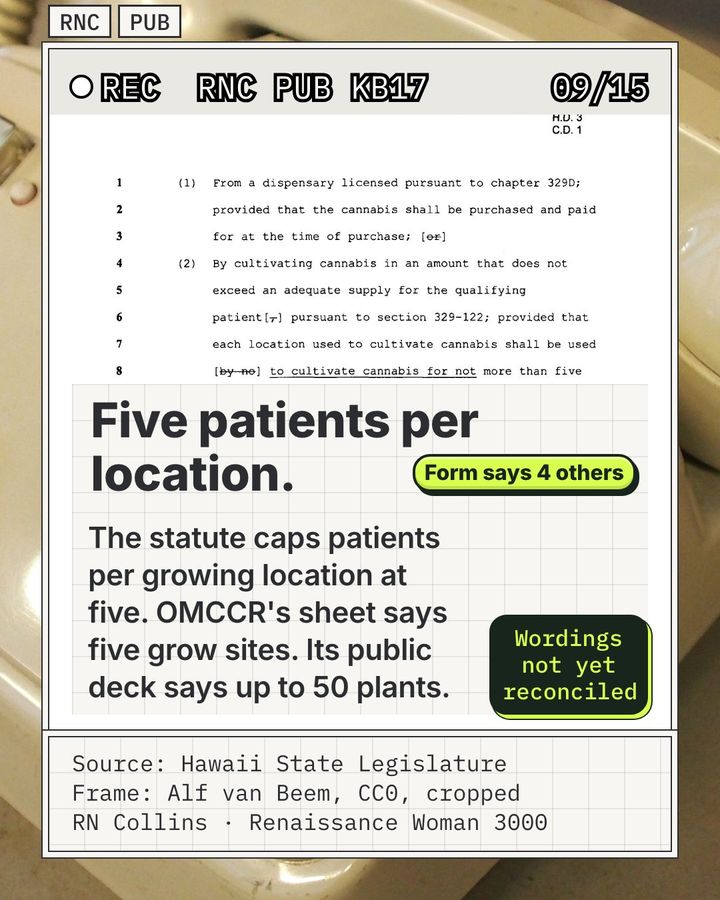 RNC PUB
REC RNC PUB KB17 09/15
H.D. 3
C.D. 1
1 (1) From a dispensary licensed pursuant to chapter 329D;
2 provided that the cannabis shall be purchased and paid
3 for at the time of purchase; [or]
4 (2) By cultivating cannabis in an amount that does not
5 exceed an adequate supply for the qualifying
6 patient[,] pursuant to section 329-122; provided that
7 each location used to cultivate cannabis shall be used
8 [by no] to cultivate cannabis for not more than five
Five patients per
location.
Form says 4 others
The statute caps patients
per growing location at
five. OMCCR's sheet says
five grow sites. Its public
deck says up to 50 plants.
Wordings
not yet
reconciled
Source: Hawaii State Legislature
Frame: Alf van Beem, CC0, cropped
RN Collins · Renaissance Woman 3000